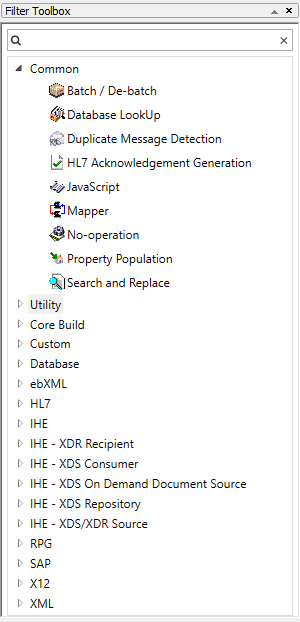 Filter Toolbox
Common
Batch / De-batch
Database LookUp
Duplicate Message Detection
HL7 Acknowledgement Generation
JavaScript
Mapper
No-operation
Property Population
Search and Replace
Utility
Core Build
Custom
Database
ebXML
HL7
IHE
IHE - XDR Recipient
IHE - XDS Consumer
IHE - XDS On Demand Document Source
IHE - XDS Repository
IHE - XDS/XDR Source
RPG
SAP
X12
XML